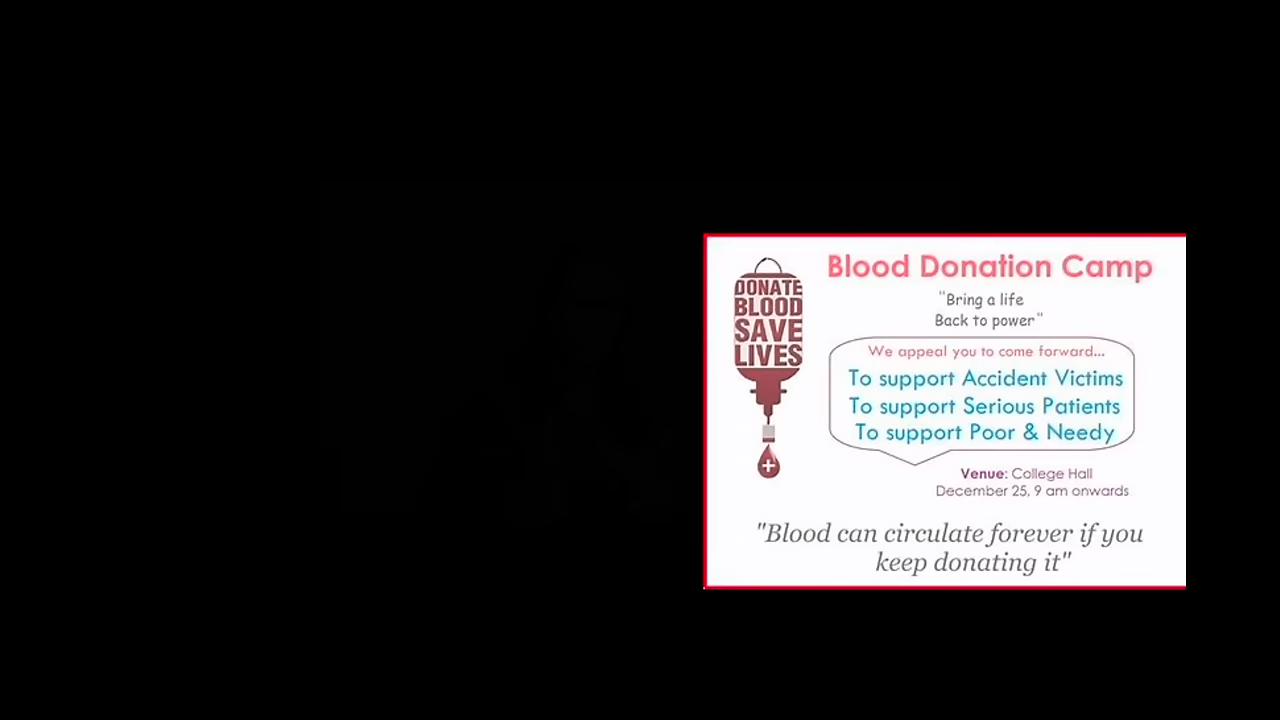 DONATE
BLOOD
SAVE
LIVES
Blood Donation Camp
"Bring a life
Back to power"
We appeal you to come forward...
To support Accident Victims
To support Serious Patients
To support Poor & Needy
Venue: College Hall
December 25, 9 am onwards
"Blood can circulate forever if you
keep donating it"